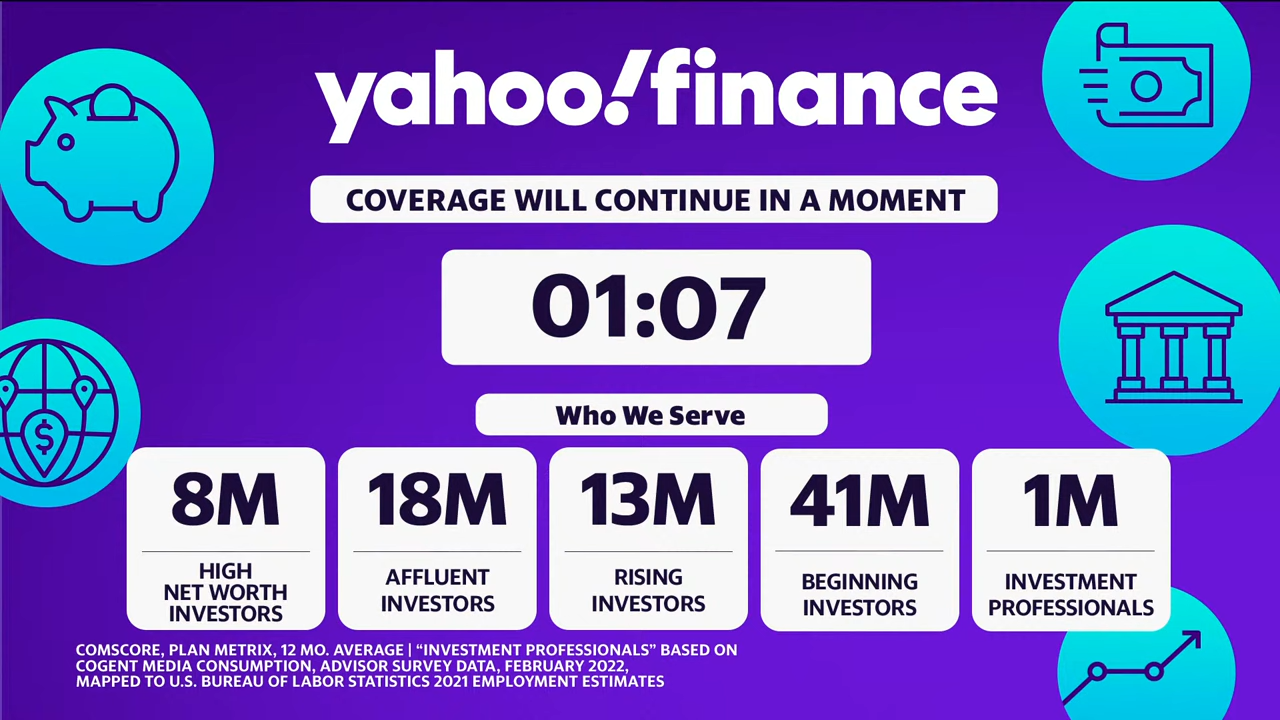 yahoo!finance
COVERAGE WILL CONTINUE IN A MOMENT
01:07
Who We Serve
8M
HIGH
NET WORTH
INVESTORS
18M
AFFLUENT
INVESTORS
13M
RISING
INVESTORS
41M
BEGINNING
INVESTORS
1M
INVESTMENT
PROFESSIONALS
$
COMSCORE, PLAN METRIX, 12 MO. AVERAGE | “INVESTMENT PROFESSIONALS” BASED ON
COGENT MEDIA CONSUMPTION, ADVISOR SURVEY DATA, FEBRUARY 2022,
MAPPED TO U.S. BUREAU OF LABOR STATISTICS 2021 EMPLOYMENT ESTIMATES